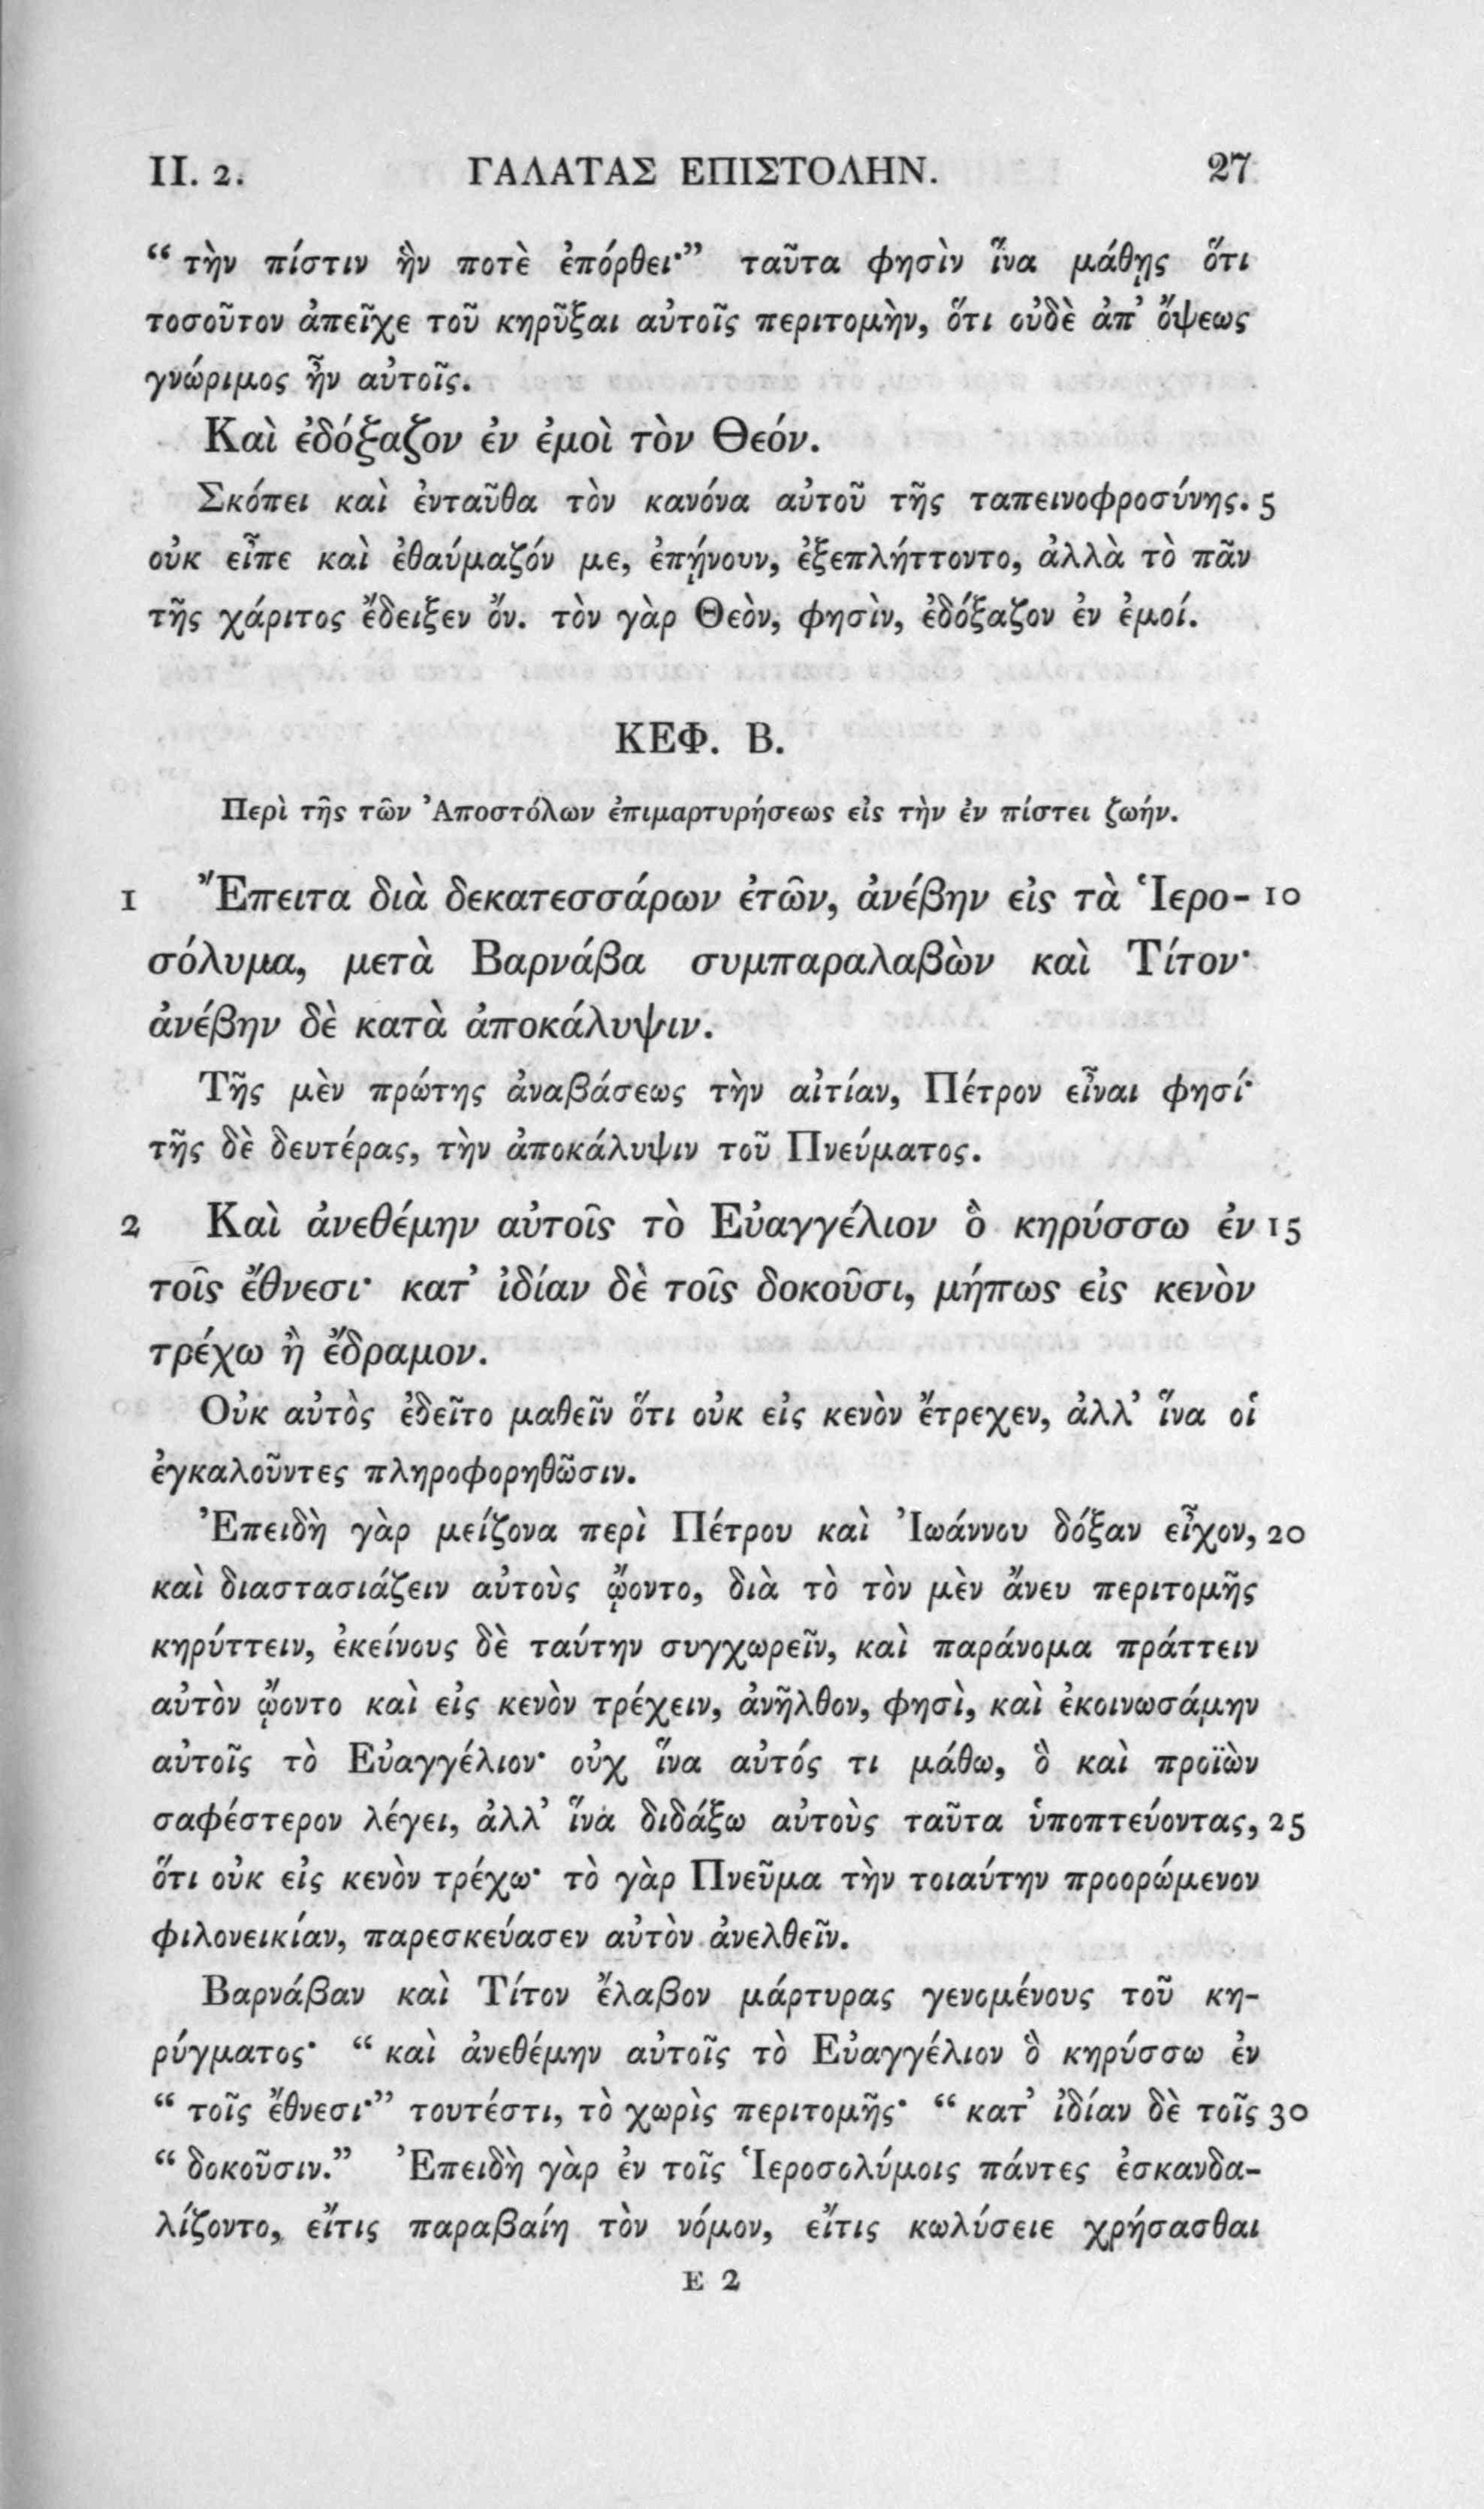 II. 2. ΓΑΛΑΤΑΣ ΕΠΙΣΤΟΛΗΝ. 27
“ τὴν πίστιν ἣν ποτὲ ἐπόρθει·” ταῦτα φησὶν ἵνα μάθῃς ὅτι
τοσοῦτον ἀπεῖχε τοῦ κηρῦξαι αὐτοῖς περιτομὴν, ὅτι οὐδὲ ἀπ’ ὄψεως
γνώριμος ἦν αὐτοῖς.
Καὶ ἐδόξαζον ἐν ἐμοὶ τὸν Θεόν.
Σκόπει καὶ ἐνταῦθα τὸν κανόνα αὐτοῦ τῆς ταπεινοφροσύνης. 5
οὐκ εἶπε καὶ ἐθαύμαζόν με, ἐπῄνουν, ἐξεπλήττοντο, ἀλλὰ τὸ πᾶν
τῆς χάριτος ἔδειξεν ὄν. τὸν γὰρ Θεὸν, φησὶν, ἐδόξαζον ἐν ἐμοί.
ΚΕΦ. Β.
Περὶ τῆς τῶν Ἀποστόλων ἐπιμαρτυρήσεως εἰς τὴν ἐν πίστει ζωήν.
1 Ἔπειτα διὰ δεκατεσσάρων ἐτῶν, ἀνέβην εἰς τὰ Ἱερο- 10
σόλυμα, μετὰ Βαρνάβα συμπαραλαβὼν καὶ Τίτον·
ἀνέβην δὲ κατὰ ἀποκάλυψιν.
Τῆς μὲν πρώτης ἀναβάσεως τὴν αἰτίαν, Πέτρον εἶναι φησί·
τῆς δὲ δευτέρας, τὴν ἀποκάλυψιν τοῦ Πνεύματος.
2 Καὶ ἀνεθέμην αὐτοῖς τὸ Εὐαγγέλιον ὃ κηρύσσω ἐν 15
τοῖς ἔθνεσι· κατ’ ἰδίαν δὲ τοῖς δοκοῦσι, μήπως εἰς κενὸν
τρέχω ἢ ἔδραμον.
Οὐκ αὐτὸς ἐδεῖτο μαθεῖν ὅτι οὐκ εἰς κενὸν ἔτρεχεν, ἀλλ’ ἵνα οἱ
ἐγκαλοῦντες πληροφορηθῶσιν.
Ἐπειδὴ γὰρ μείζονα περὶ Πέτρου καὶ Ἰωάννου δόξαν εἶχον, 20
καὶ διαστασιάζειν αὐτοὺς ᾤοντο, διὰ τὸ τὸν μὲν ἄνευ περιτομῆς
κηρύττειν, ἐκείνους δὲ ταύτην συγχωρεῖν, καὶ παράνομα πράττειν
αὐτὸν ᾤοντο καὶ εἰς κενὸν τρέχειν, ἀνῆλθον, φησὶ, καὶ ἐκοινωσάμην
αὐτοῖς τὸ Εὐαγγέλιον· οὐχ ἵνα αὐτός τι μάθω, ὃ καὶ προϊὼν
σαφέστερον λέγει, ἀλλ’ ἵνα διδάξω αὐτοὺς ταῦτα ὑποπτεύοντας, 25
ὅτι οὐκ εἰς κενὸν τρέχω· τὸ γὰρ Πνεῦμα τὴν τοιαύτην προορώμενον
φιλονεικίαν, παρεσκεύασεν αὐτὸν ἀνελθεῖν.
Βαρνάβαν καὶ Τίτον ἔλαβον μάρτυρας γενομένους τοῦ κη-
ρύγματος· “ καὶ ἀνεθέμην αὐτοῖς τὸ Εὐαγγέλιον ὃ κηρύσσω ἐν
“ τοῖς ἔθνεσι·” τουτέστι, τὸ χωρὶς περιτομῆς· “ κατ’ ἰδίαν δὲ τοῖς 30
“ δοκοῦσιν.” Ἐπειδὴ γὰρ ἐν τοῖς Ἱεροσολύμοις πάντες ἐσκανδα-
λίζοντο, εἴτις παραβαίη τὸν νόμον, εἴτις κωλύσειε χρήσασθαι
E 2